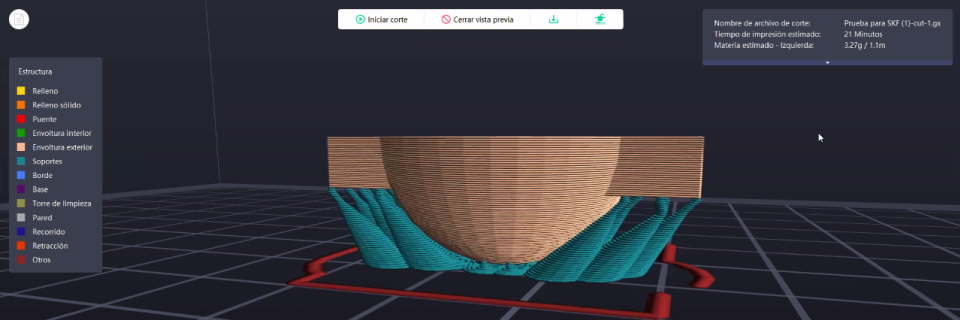 Iniciar corte
Cerrar vista previa
Nombre de archivo de corte: Prueba para SKF (1)-cut-1.gx
Tiempo de impresión estimado: 21 Minutos
Materia estimado - Izquierda: 3.27g / 1.1m
Estructura
Relleno
Relleno sólido
Puente
Envoltura interior
Envoltura exterior
Soportes
Borde
Base
Torre de limpieza
Pared
Recorrido
Retracción
Otros